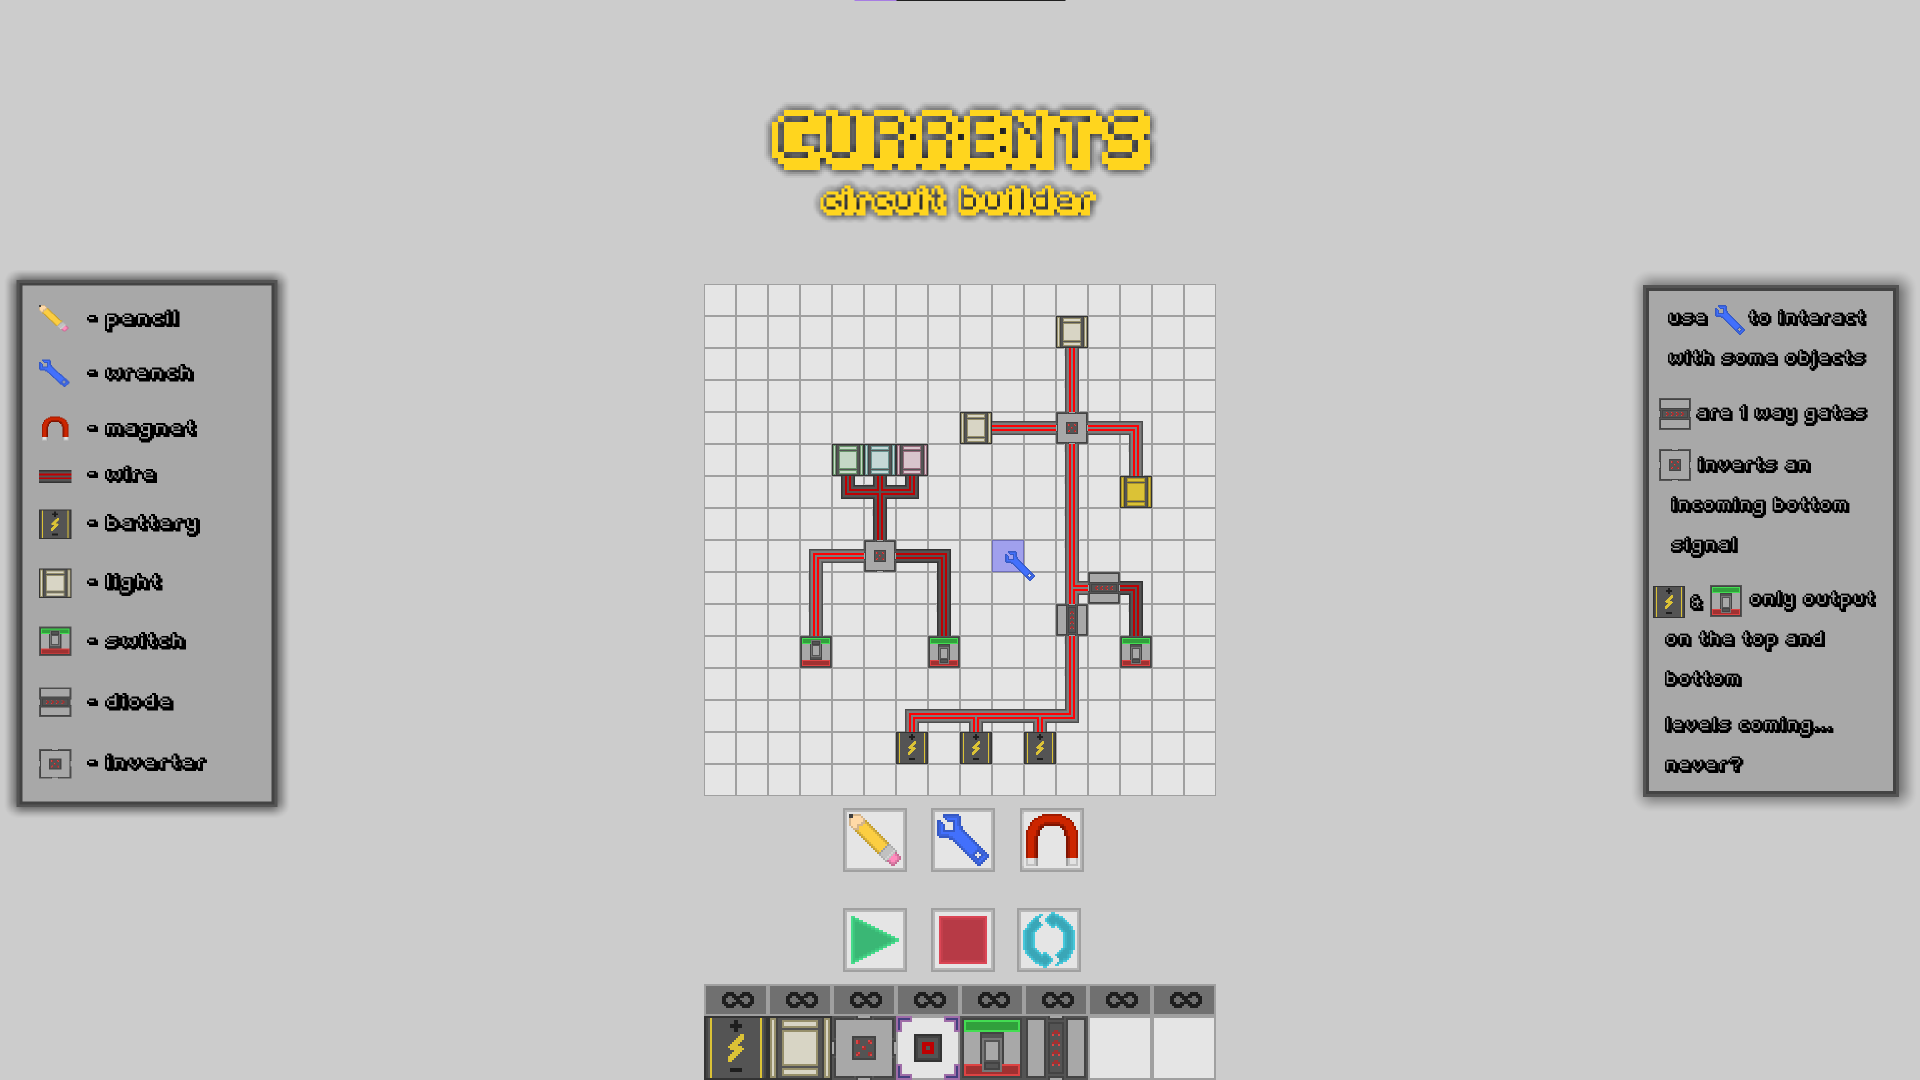 CURRENTS
circuit builder
- pencil
- wrench
- magnet
- wire
- battery
- light
- switch
- diode
- inverter
use to interact
with some objects
are 1 way gates
inverts an
incoming bottom
signal
& only output
on the top and
bottom
levels coming...
never?
∞ ∞ ∞ ∞ ∞ ∞ ∞ ∞